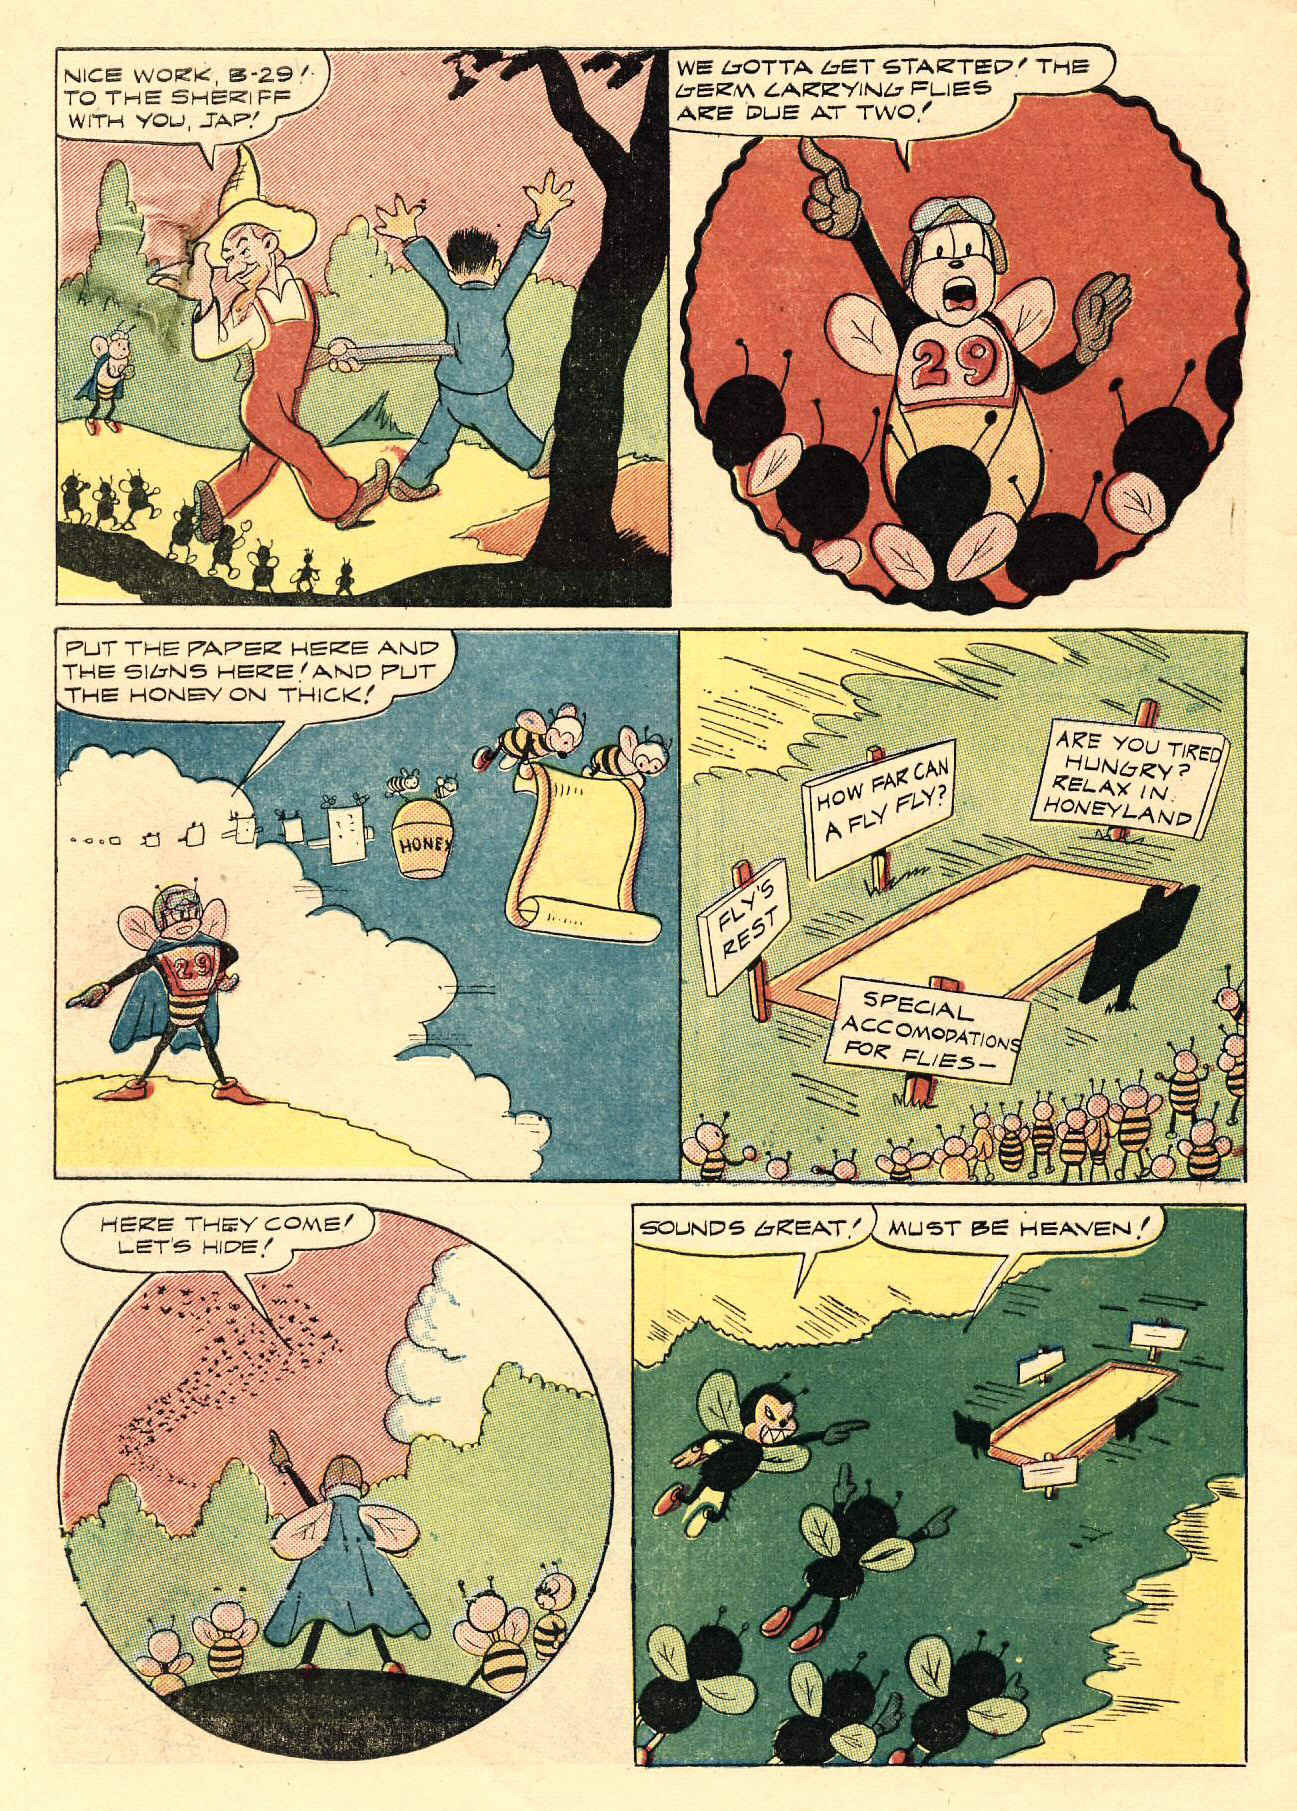 NICE WORK, B-29!
TO THE SHERIFF
WITH YOU, JAP!
WE GOTTA GET STARTED! THE
GERM CARRYING FLIES
ARE DUE AT TWO!
29
PUT THE PAPER HERE AND
THE SIGNS HERE! AND PUT
THE HONEY ON THICK!
HONEY
29
ARE YOU TIRED
HUNGRY?
RELAX IN
HONEYLAND
HOW FAR CAN
A FLY FLY?
FLY'S
REST
SPECIAL
ACCOMODATIONS
FOR FLIES—
HERE THEY COME!
LET'S HIDE!
SOUNDS GREAT!
MUST BE HEAVEN!